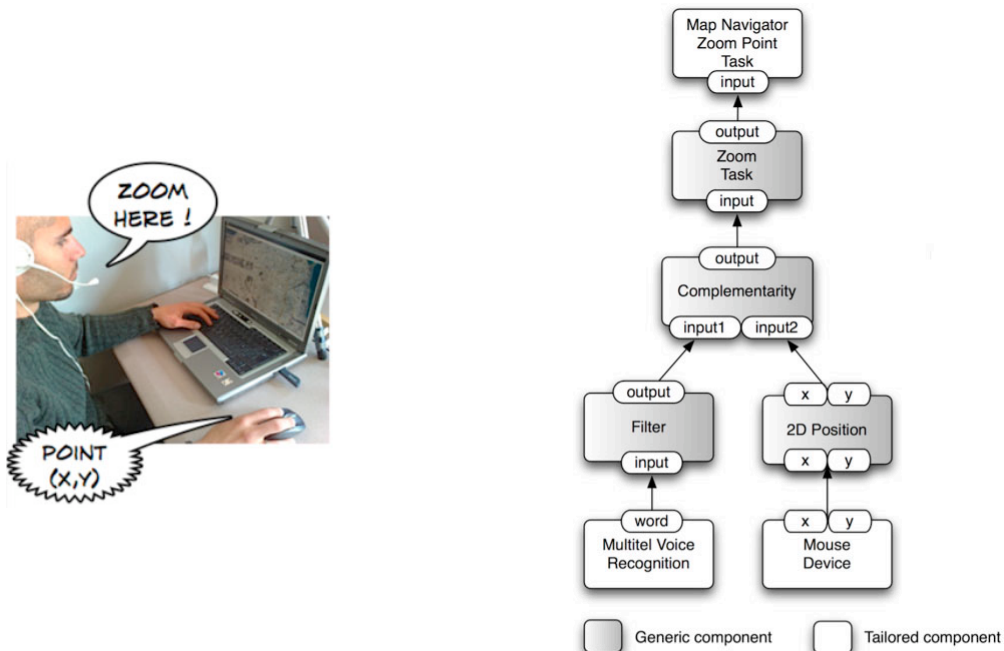 ZOOM
HERE !
POINT
(X,Y)
Map Navigator
Zoom Point
Task
input
output
Zoom
Task
input
output
Complementarity
input1 input2
output
Filter
input
x y
2D Position
x y
word
Multitel Voice
Recognition
x y
Mouse
Device
Generic component
Tailored component